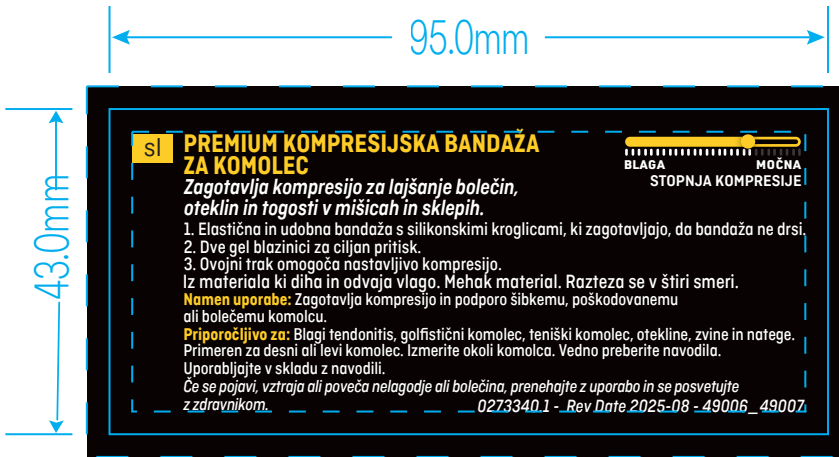 95.0mm
43.0mm
sl
PREMIUM KOMPRESIJSKA BANDAŽA
ZA KOMOLEC
BLAGA MOČNA
STOPNJA KOMPRESIJE
Zagotavlja kompresijo za lajšanje bolečin,
oteklin in togosti v mišicah in sklepih.
1. Elastična in udobna bandaža s silikonskimi kroglicami, ki zagotavljajo, da bandaža ne drsi.
2. Dve gel blazinici za ciljan pritisk.
3. Ovojni trak omogoča nastavljivo kompresijo.
Iz materiala ki diha in odvaja vlago. Mehak material. Razteza se v štiri smeri.
Namen uporabe: Zagotavlja kompresijo in podporo šibkemu, poškodovanemu
ali bolečemu komolcu.
Priporočljivo za: Blagi tendonitis, golfistični komolec, teniški komolec, otekline, zvine in natege.
Primeren za desni ali levi komolec. Izmerite okoli komolca. Vedno preberite navodila.
Uporabljajte v skladu z navodili.
Če se pojavi, vztraja ali poveča nelagodje ali bolečina, prenehajte z uporabo in se posvetujte
z zdravnikom.
0273340.1 - Rev Date 2025-08 - 49006_49007